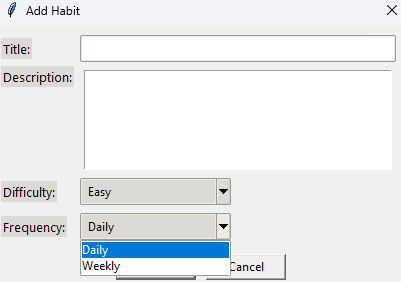 Add Habit
Title:
Description:
Difficulty: Easy
Frequency: Daily
Daily
Weekly
Cancel